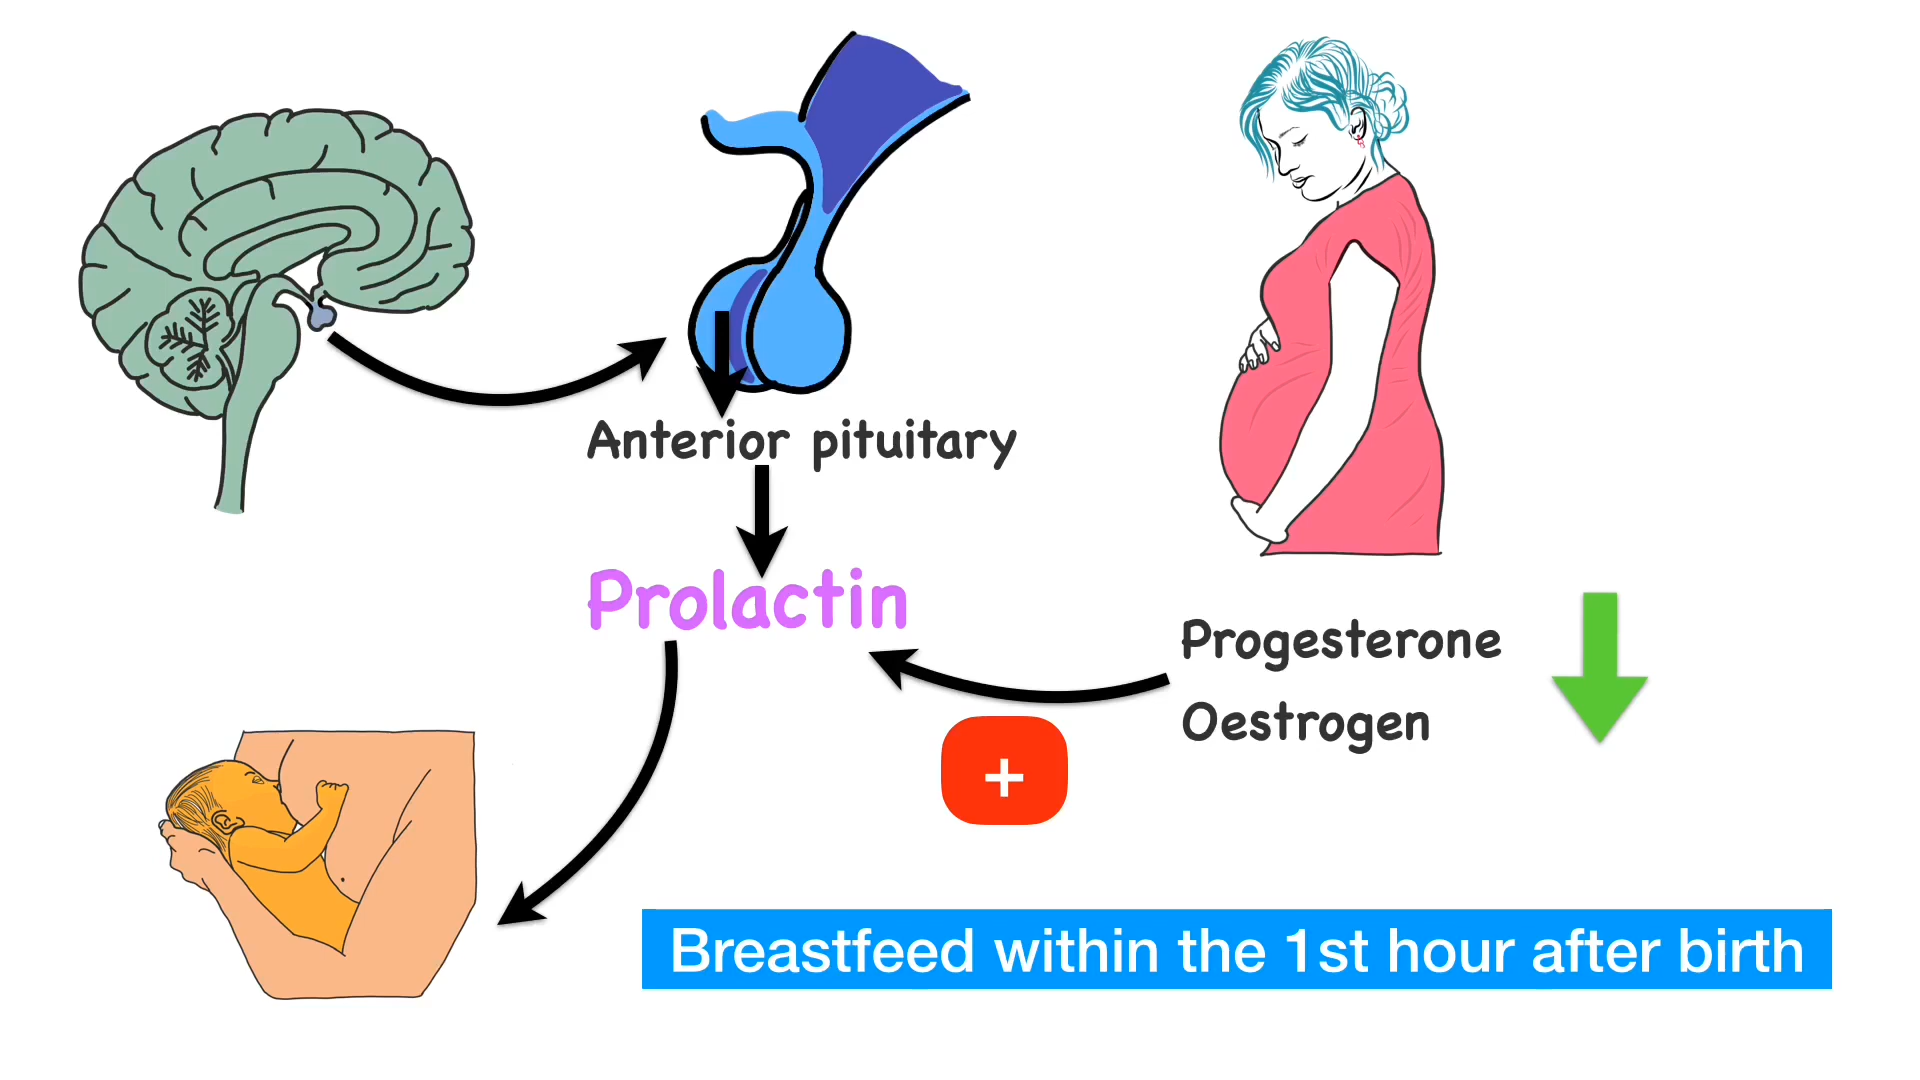 Anterior pituitary
Prolactin
Progesterone
Oestrogen
+
Breastfeed within the 1st hour after birth